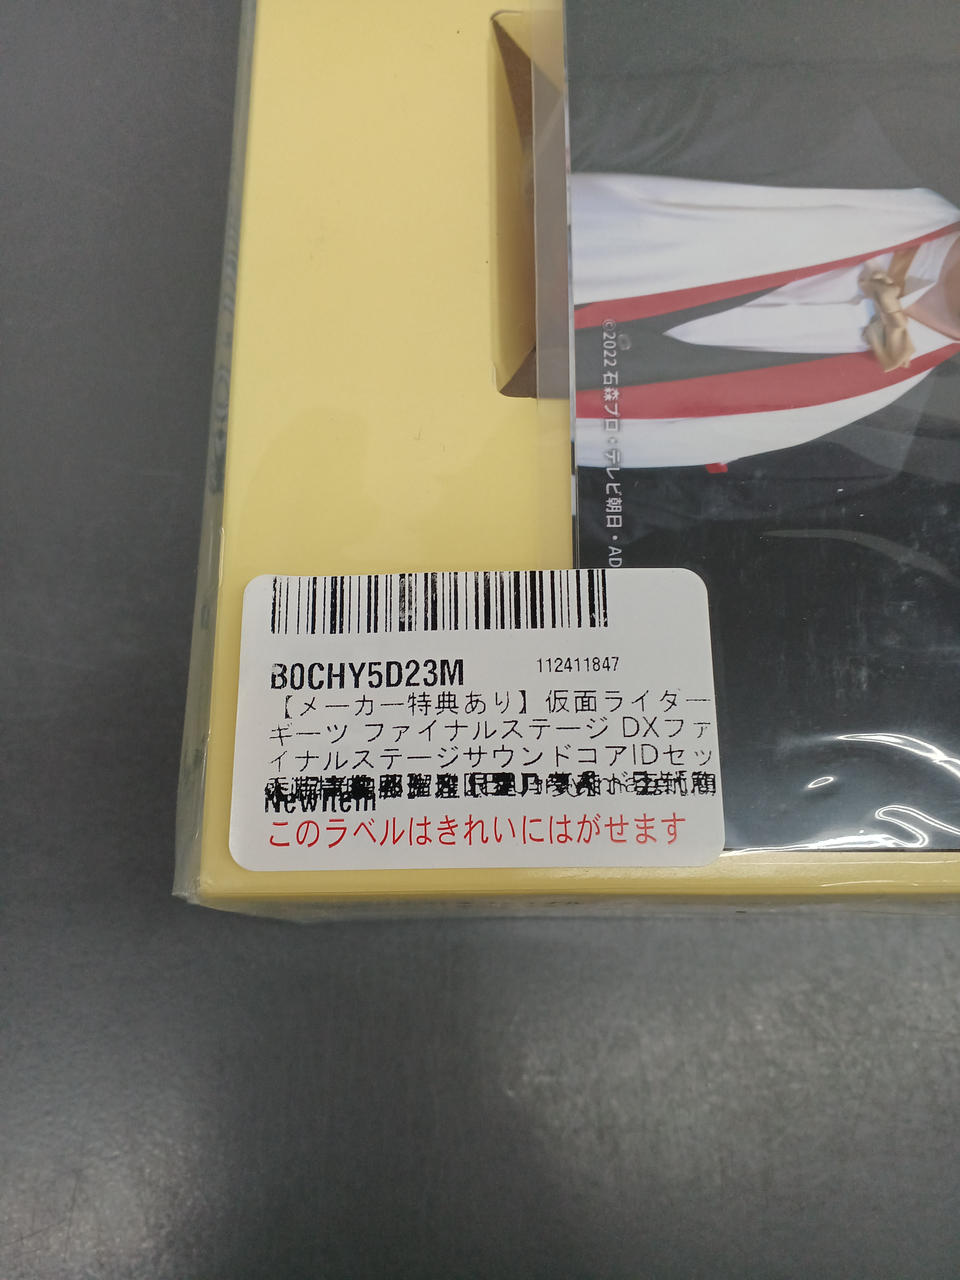 ©2022 石森プロ・テレビ朝日・AD
B0CHY5D23M
112411847
【メーカー特典あり】仮面ライダー
ギーツ ファイナルステージ DXファ
イナルステージサウンドコアIDセッ
NewItem
このラベルはきれいにはがせます